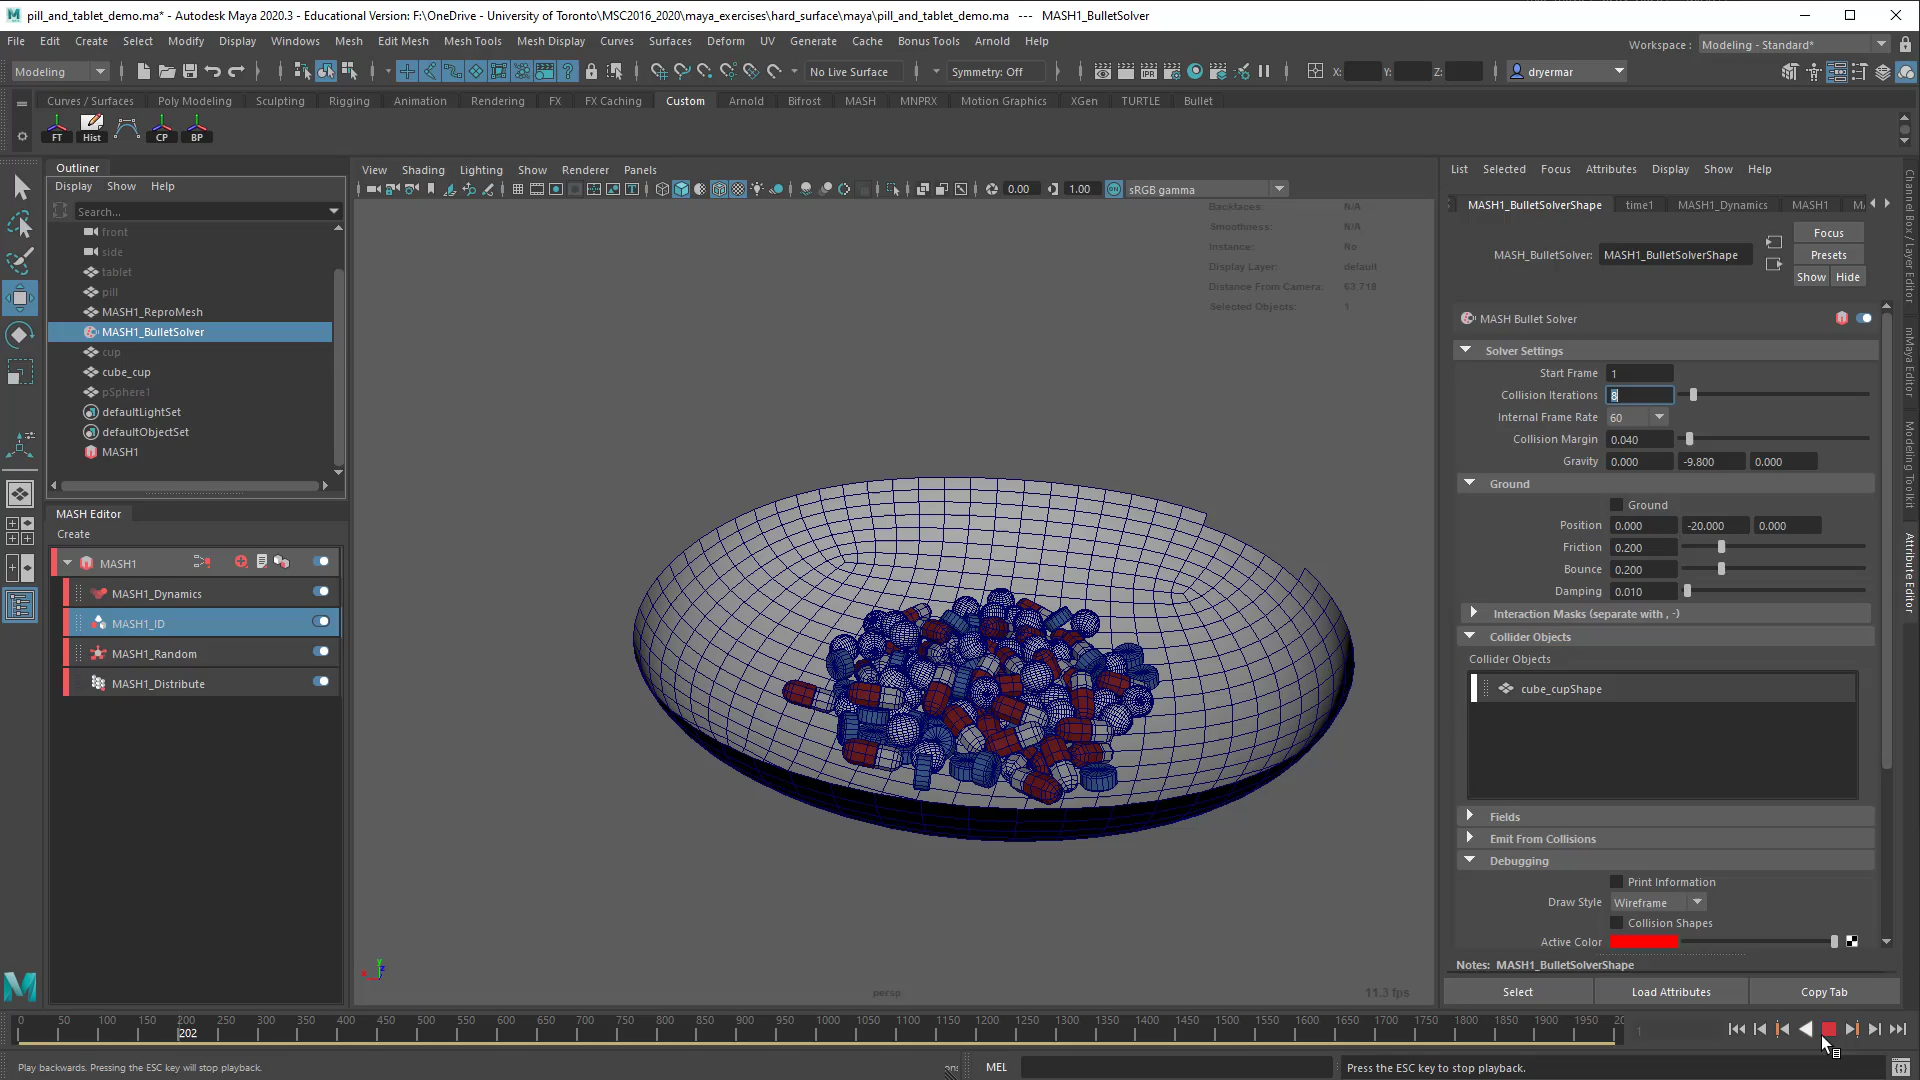 pill_and_tablet_demo.ma* - Autodesk Maya 2020.3 - Educational Version: F:\OneDrive - University of Toronto\MSC2016_2020\maya_exercises\hard_surface\maya\pill_and_tablet_demo.ma --- MASH1_BulletSolver
File Edit Create Select Modify Display Windows Mesh Edit Mesh Mesh Tools Mesh Display Curves Surfaces Deform UV Generate Cache Bonus Tools Arnold Help
Workspace : Modeling - Standard*
Modeling No Live Surface Symmetry: Off X: Y: Z: dryermar
Curves / Surfaces Poly Modeling Sculpting Rigging Animation Rendering FX FX Caching Custom Arnold Bifrost MASH MNPRX Motion Graphics XGen TURTLE Bullet
FT Hist CP BP
Outliner
Display Show Help
Search...
front
side
tablet
pill
MASH1_ReproMesh
MASH1_BulletSolver
cup
cube_cup
pSphere1
defaultLightSet
defaultObjectSet
MASH1
MASH Editor
Create
MASH1
MASH1_Dynamics
MASH1_ID
MASH1_Random
MASH1_Distribute
View Shading Lighting Show Renderer Panels
0.00 1.00 ON sRGB gamma
Backfaces: N/A
Smoothness: N/A
Instance: No
Display Layer: default
Distance From Camera: 63.718
Selected Objects: 1
persp
11.3 fps
List Selected Focus Attributes Display Show Help
MASH1_BulletSolverShape time1 MASH1_Dynamics MASH1
MASH_BulletSolver: MASH1_BulletSolverShape
Focus
Presets
Show Hide
MASH Bullet Solver
Solver Settings
Start Frame 1
Collision Iterations 8
Internal Frame Rate 60
Collision Margin 0.040
Gravity 0.000 -9.800 0.000
Ground
Ground
Position 0.000 -20.000 0.000
Friction 0.200
Bounce 0.200
Damping 0.010
Interaction Masks (separate with , -)
Collider Objects
Collider Objects
cube_cupShape
Fields
Emit From Collisions
Debugging
Print Information
Draw Style Wireframe
Collision Shapes
Active Color
Notes: MASH1_BulletSolverShape
Select Load Attributes Copy Tab
Channel Box / Layer Editor
mMaya Editor
Modeling Toolkit
Attribute Editor
0 50 100 150 200 250 300 350 400 450 500 550 600 650 700 750 800 850 900 950 1000 1050 1100 1150 1200 1250 1300 1350 1400 1450 1500 1550 1600 1650 1700 1750 1800 1850 1900 1950 20
202
1
Play backwards. Pressing the ESC key will stop playback.
MEL
Press the ESC key to stop playback.